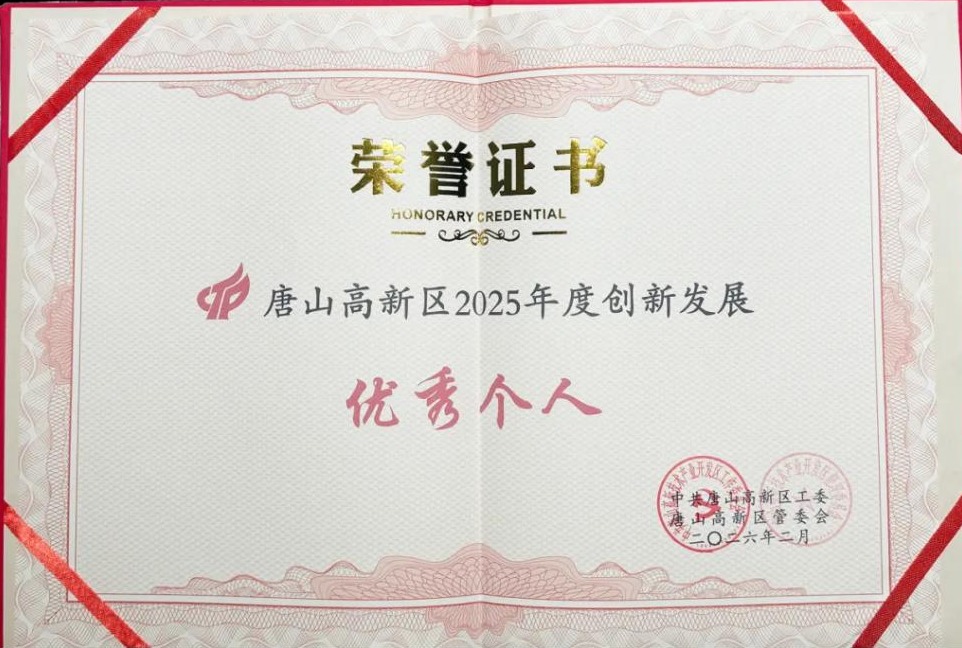 荣誉证书
HONORARY CREDENTIAL
唐山高新区2025年度创新发展
优秀个人
中共唐山高新区工委
唐山高新区管委会
二〇二六年二月